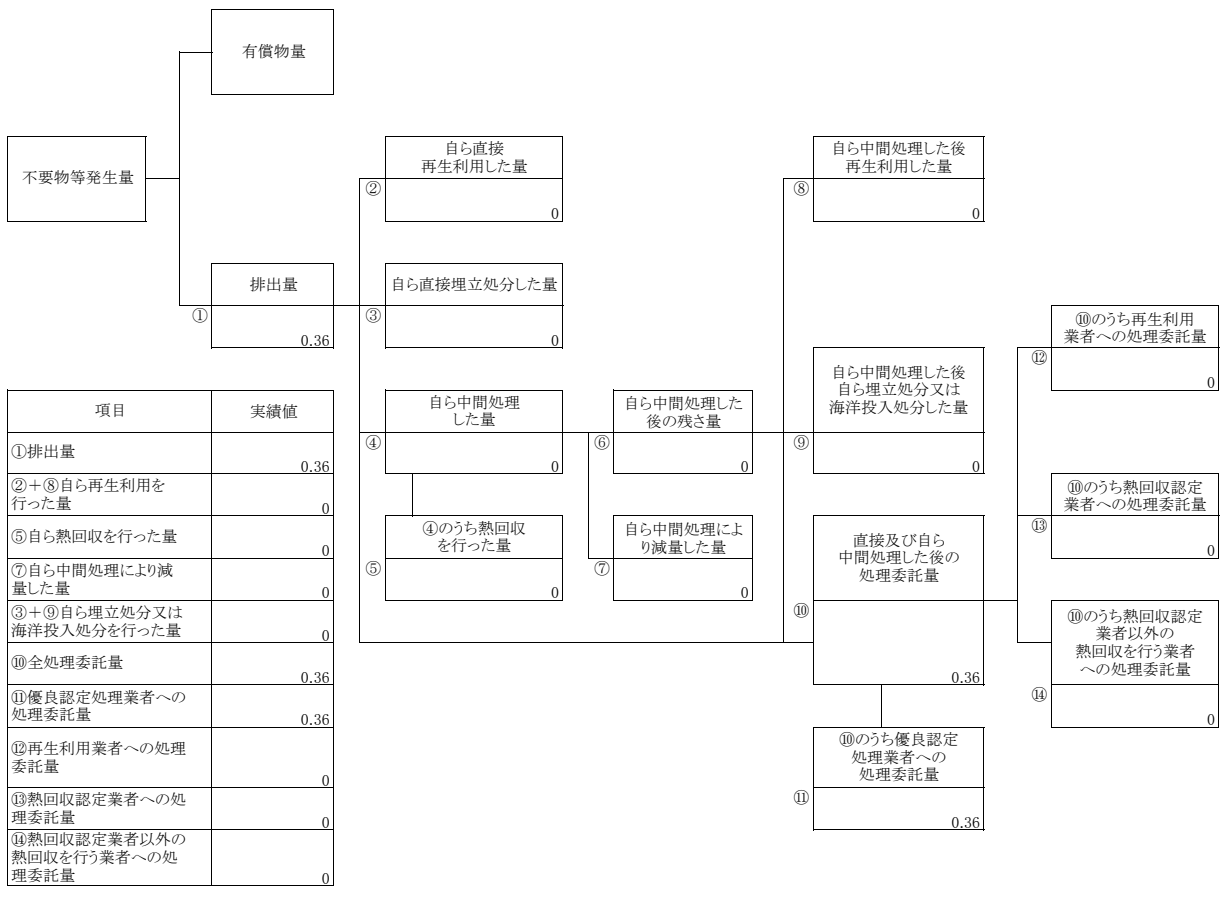 有償物量
不要物等発生量
自ら直接
再生利用した量
②
0
自ら中間処理した後
再生利用した量
⑧
0
排出量
①
0.36
自ら直接埋立処分した量
③
0
⑩のうち再生利用
業者への処理委託量
⑫
0
自ら中間処理
した量
④
0
自ら中間処理した
後の残さ量
⑥
0
自ら中間処理した後
自ら埋立処分又は
海洋投入処分した量
⑨
0
⑩のうち熱回収認定
業者への処理委託量
⑬
0
④のうち熱回収
を行った量
⑤
0
自ら中間処理によ
り減量した量
⑦
0
直接及び自ら
中間処理した後の
処理委託量
⑩
0.36
⑩のうち熱回収認定
業者以外の
熱回収を行う業者
への処理委託量
⑭
0
⑩のうち優良認定
処理業者への
処理委託量
⑪
0.36
項目 実績値
①排出量
0.36
②＋⑧自ら再生利用を
行った量
0
⑤自ら熱回収を行った量
0
⑦自ら中間処理により減
量した量
0
③＋⑨自ら埋立処分又は
海洋投入処分を行った量
0
⑩全処理委託量
0.36
⑪優良認定処理業者への
処理委託量
0.36
⑫再生利用業者への処理
委託量
0
⑬熱回収認定業者への処
理委託量
0
⑭熱回収認定業者以外の
熱回収を行う業者への処
理委託量
0